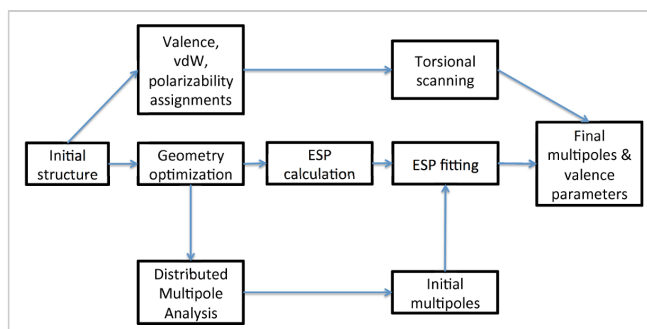 Valence,
vdW,
polarizability
assignments
Torsional
scanning
Initial
structure
Geometry
optimization
ESP
calculation
ESP fitting
Final
multipoles &
valence
parameters
Distributed
Multipole
Analysis
Initial
multipoles